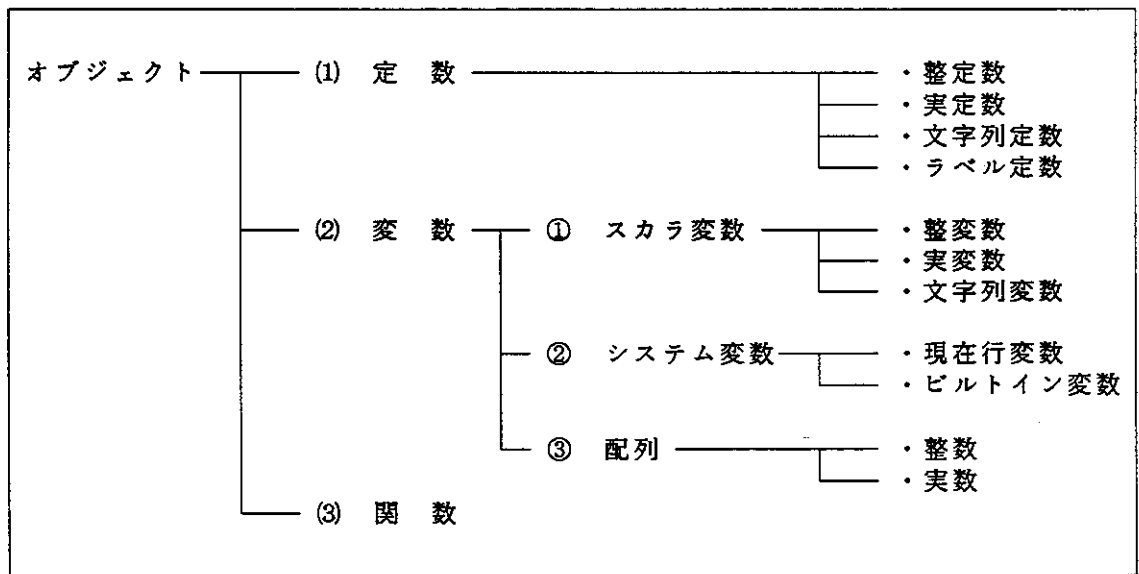 オブジェクト (1) 定 数 ・整定数
・実定数
・文字列定数
・ラベル定数
(2) 変 数 ① スカラ変数 ・整変数
・実変数
・文字列変数
② システム変数 ・現在行変数
・ビルトイン変数
③ 配列 ・整数
・実数
(3) 関 数